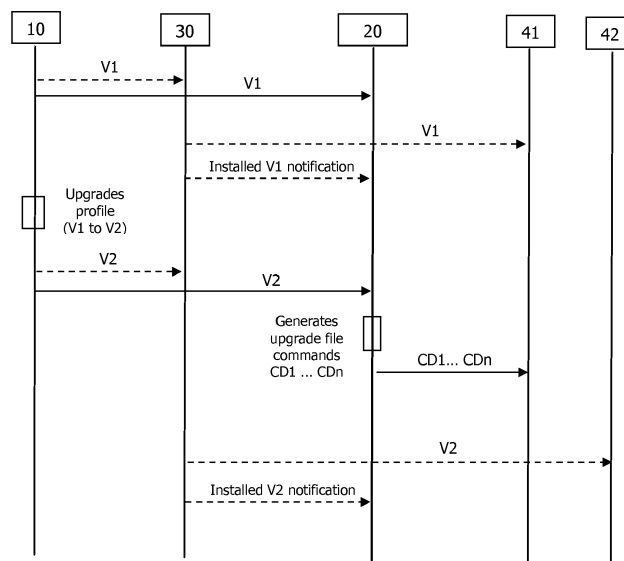 10
30
20
41
42
V1
V1
V1
Installed V1 notification
Upgrades
profile
(V1 to V2)
V2
V2
Generates
upgrade file
commands
CD1 ... CDn
CD1... CDn
V2
Installed V2 notification